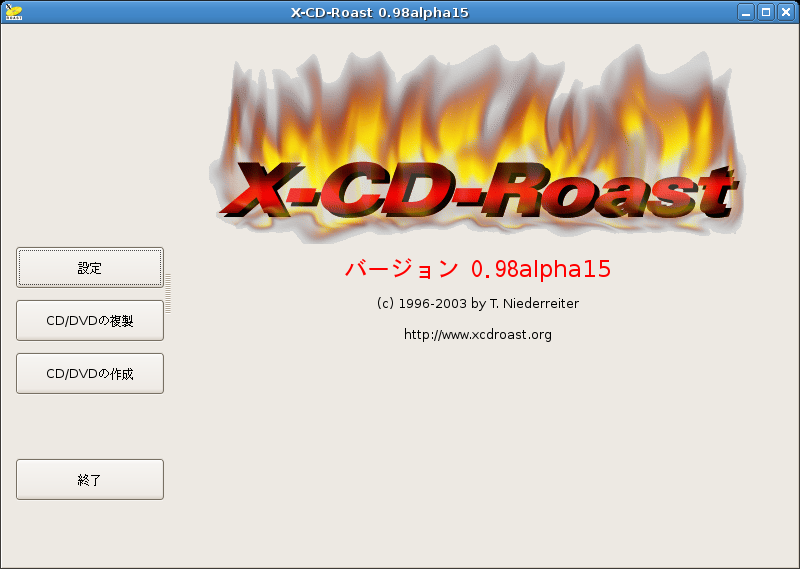 X-CD-Roast 0.98alpha15
X-CD-Roast
バージョン 0.98alpha15
(c) 1996-2003 by T. Niederreiter
http://www.xcdroast.org
設定
CD/DVDの複製
CD/DVDの作成
終了